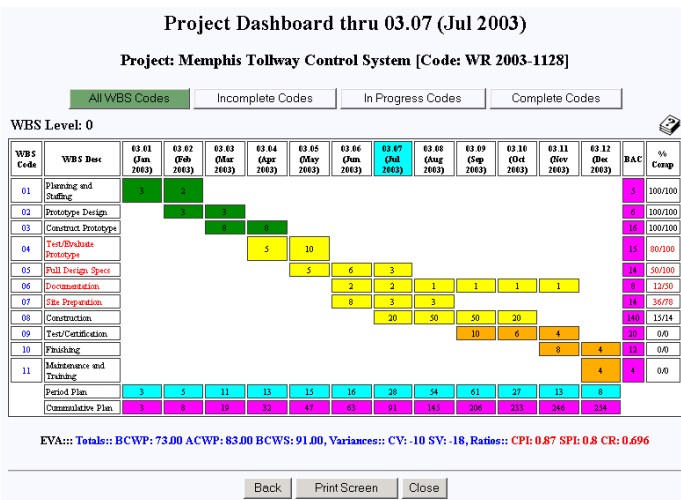 Project Dashboard thru 03.07 (Jul 2003)
Project: Memphis Tollway Control System [Code: WR 2003-1128]
All WBS Codes Incomplete Codes In Progress Codes Complete Codes
WBS Level: 0
WBS Code WBS Desc 03.01 (Jan 2003) 03.02 (Feb 2003) 03.03 (Mar 2003) 03.04 (Apr 2003) 03.05 (May 2003) 03.06 (Jun 2003) 03.07 (Jul 2003) 03.08 (Aug 2003) 03.09 (Sep 2003) 03.10 (Oct 2003) 03.11 (Nov 2003) 03.12 (Dec 2003) BAC % Comp
01 Planning and Staffing 3 2 5 100/100
02 Prototype Design 3 3 6 100/100
03 Construct Prototype 8 8 16 100/100
04 Test/Evaluate Prototype 5 10 15 80/100
05 Full Design Specs 5 6 3 14 50/100
06 Documentation 2 2 1 1 1 1 8 12/50
07 Site Preparation 8 3 3 14 36/78
08 Construction 20 50 50 20 140 15/14
09 Test/Certification 10 6 4 20 0/0
10 Finishing 8 4 12 0/0
11 Maintenance and Training 4 4 0/0
Period Plan 3 5 11 13 15 16 28 54 61 27 13 8
Cummulative Plan 3 8 19 32 47 63 91 145 206 233 246 254
EVA::: Totals:: BCWP: 73.00 ACWP: 83.00 BCWS: 91.00, Variances:: CV: -10 SV: -18, Ratios:: CPI: 0.87 SPI: 0.8 CR: 0.696
Back Print Screen Close